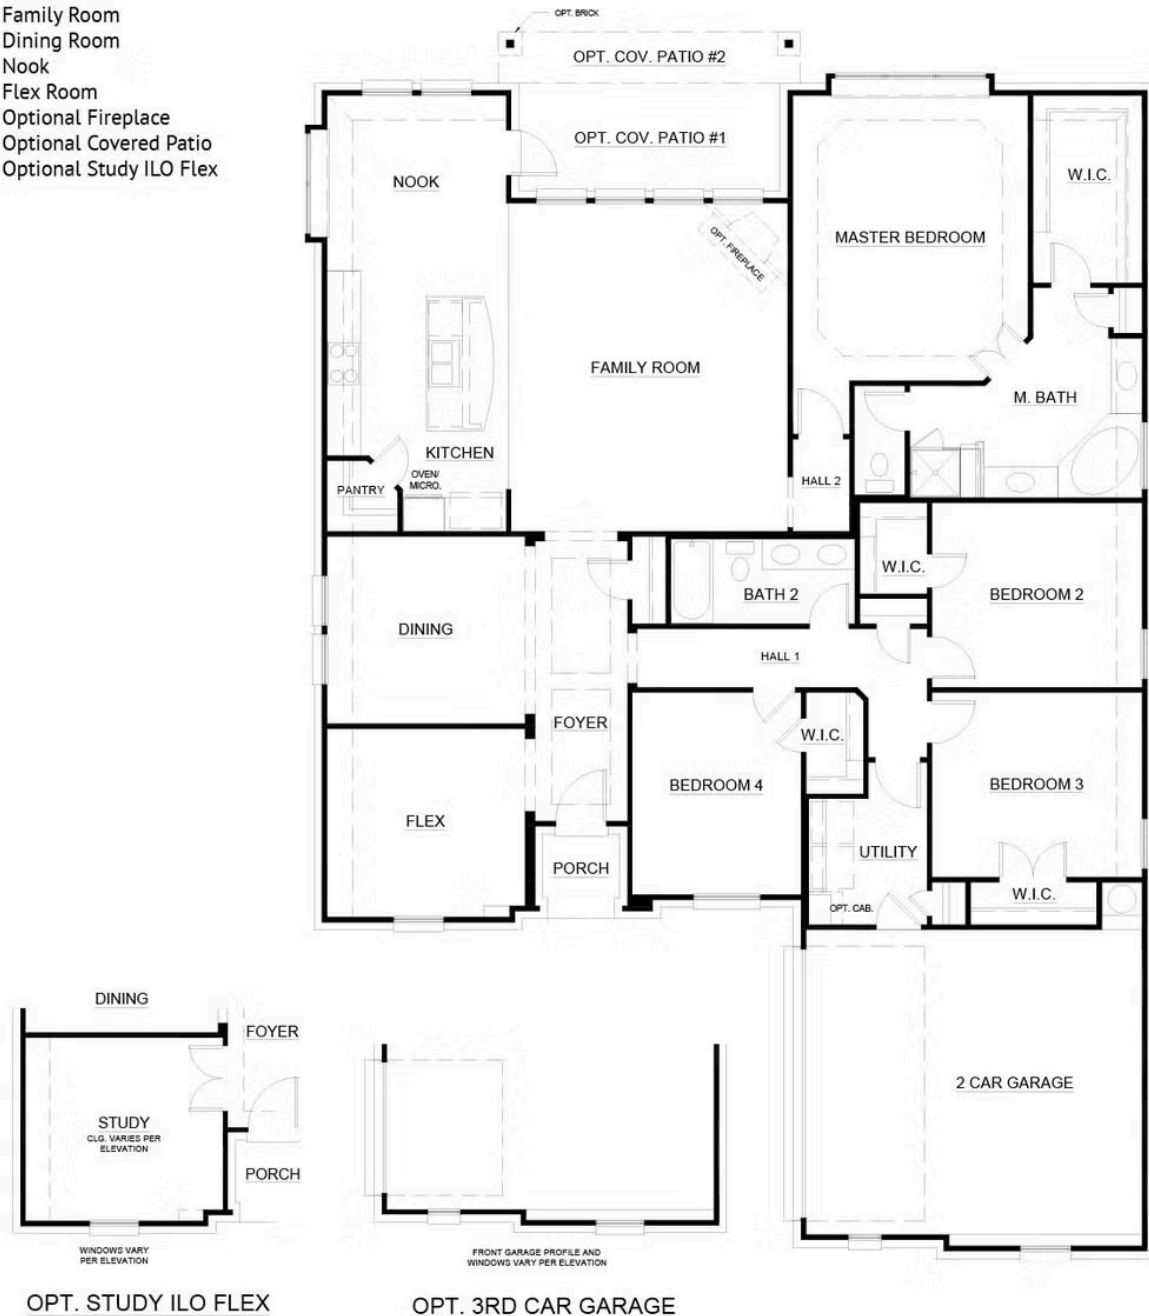 Family Room
Dining Room
Nook
Flex Room
Optional Fireplace
Optional Covered Patio
Optional Study ILO Flex
OPT. BRICK
OPT. COV. PATIO #2
OPT. COV. PATIO #1
NOOK
W.I.C.
MASTER BEDROOM
OPT. FIREPLACE
FAMILY ROOM
M. BATH
KITCHEN
OVEN/
MICRO.
PANTRY
HALL 2
W.I.C.
BATH 2
BEDROOM 2
DINING
HALL 1
FOYER
W.I.C.
BEDROOM 4
BEDROOM 3
FLEX
UTILITY
PORCH
W.I.C.
OPT. CAB.
DINING
FOYER
STUDY
CLG. VARIES PER
ELEVATION
PORCH
2 CAR GARAGE
WINDOWS VARY
PER ELEVATION
FRONT GARAGE PROFILE AND
WINDOWS VARY PER ELEVATION
OPT. STUDY ILO FLEX
OPT. 3RD CAR GARAGE